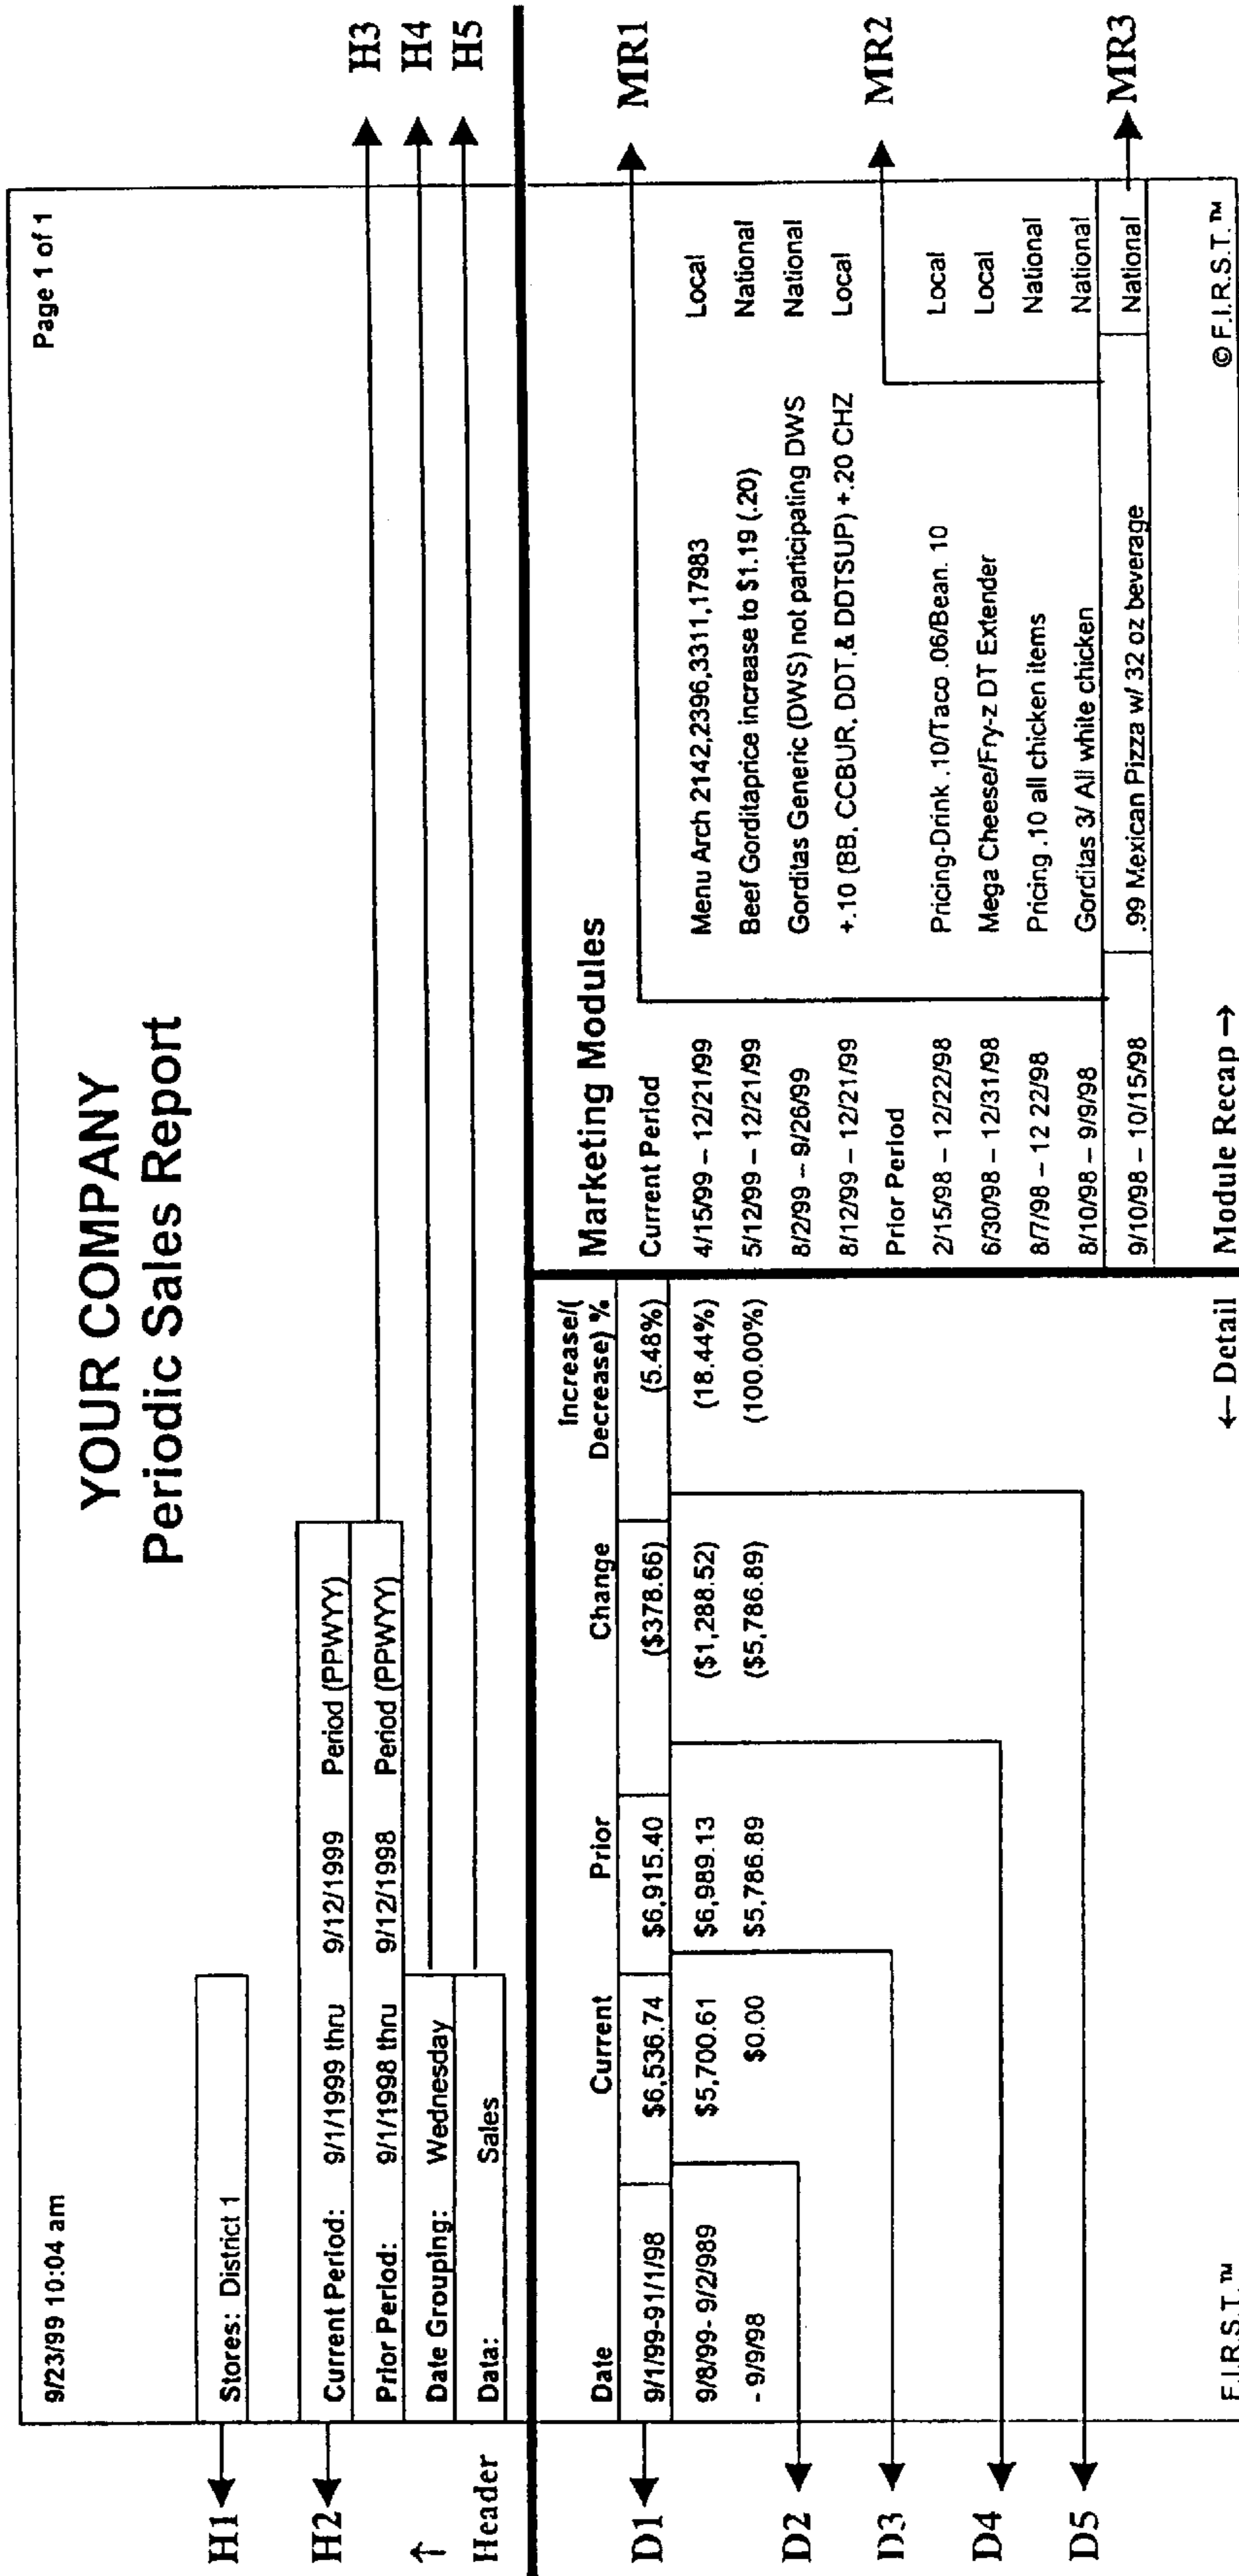 9/23/99 10:04 am Page 1 of 1
YOUR COMPANY
Periodic Sales Report
H1 Stores: District 1
H2 Current Period: 9/1/1999 thru 9/12/1999 Period (PPWYY)
Prior Period: 9/1/1998 thru 9/12/1998 Period (PPWYY) H3
↑ Date Grouping: Wednesday H4
Header Data: Sales H5
Date Current Prior Change Increase/(
Decrease) %
D1 9/1/99-91/1/98 $6,536.74 $6,915.40 ($378.66) (5.48%)
9/8/99- 9/2/989 $5,700.61 $6,989.13 ($1,288.52) (18.44%)
- 9/9/98 $0.00 $5,786.89 ($5,786.89) (100.00%)
D2
D3
D4
D5
← Detail
Marketing Modules
Current Period MR1
4/15/99 – 12/21/99 Menu Arch 2142,2396,3311,17983 Local
5/12/99 – 12/21/99 Beef Gorditaprice increase to $1.19 (.20) National
8/2/99 – 9/26/99 Gorditas Generic (DWS) not participating DWS National
8/12/99 – 12/21/99 +.10 (BB, CCBUR, DDT,& DDTSUP) +.20 CHZ Local
Prior Period MR2
2/15/98 – 12/22/98 Pricing-Drink .10/Taco .06/Bean. 10 Local
6/30/98 – 12/31/98 Mega Cheese/Fry-z DT Extender Local
8/7/98 – 12 22/98 Pricing .10 all chicken items National
8/10/98 – 9/9/98 Gorditas 3/ All white chicken National
9/10/98 – 10/15/98 .99 Mexican Pizza w/ 32 oz beverage National MR3
Module Recap →
F.I.R.S.T.™ © F.I.R.S.T.™